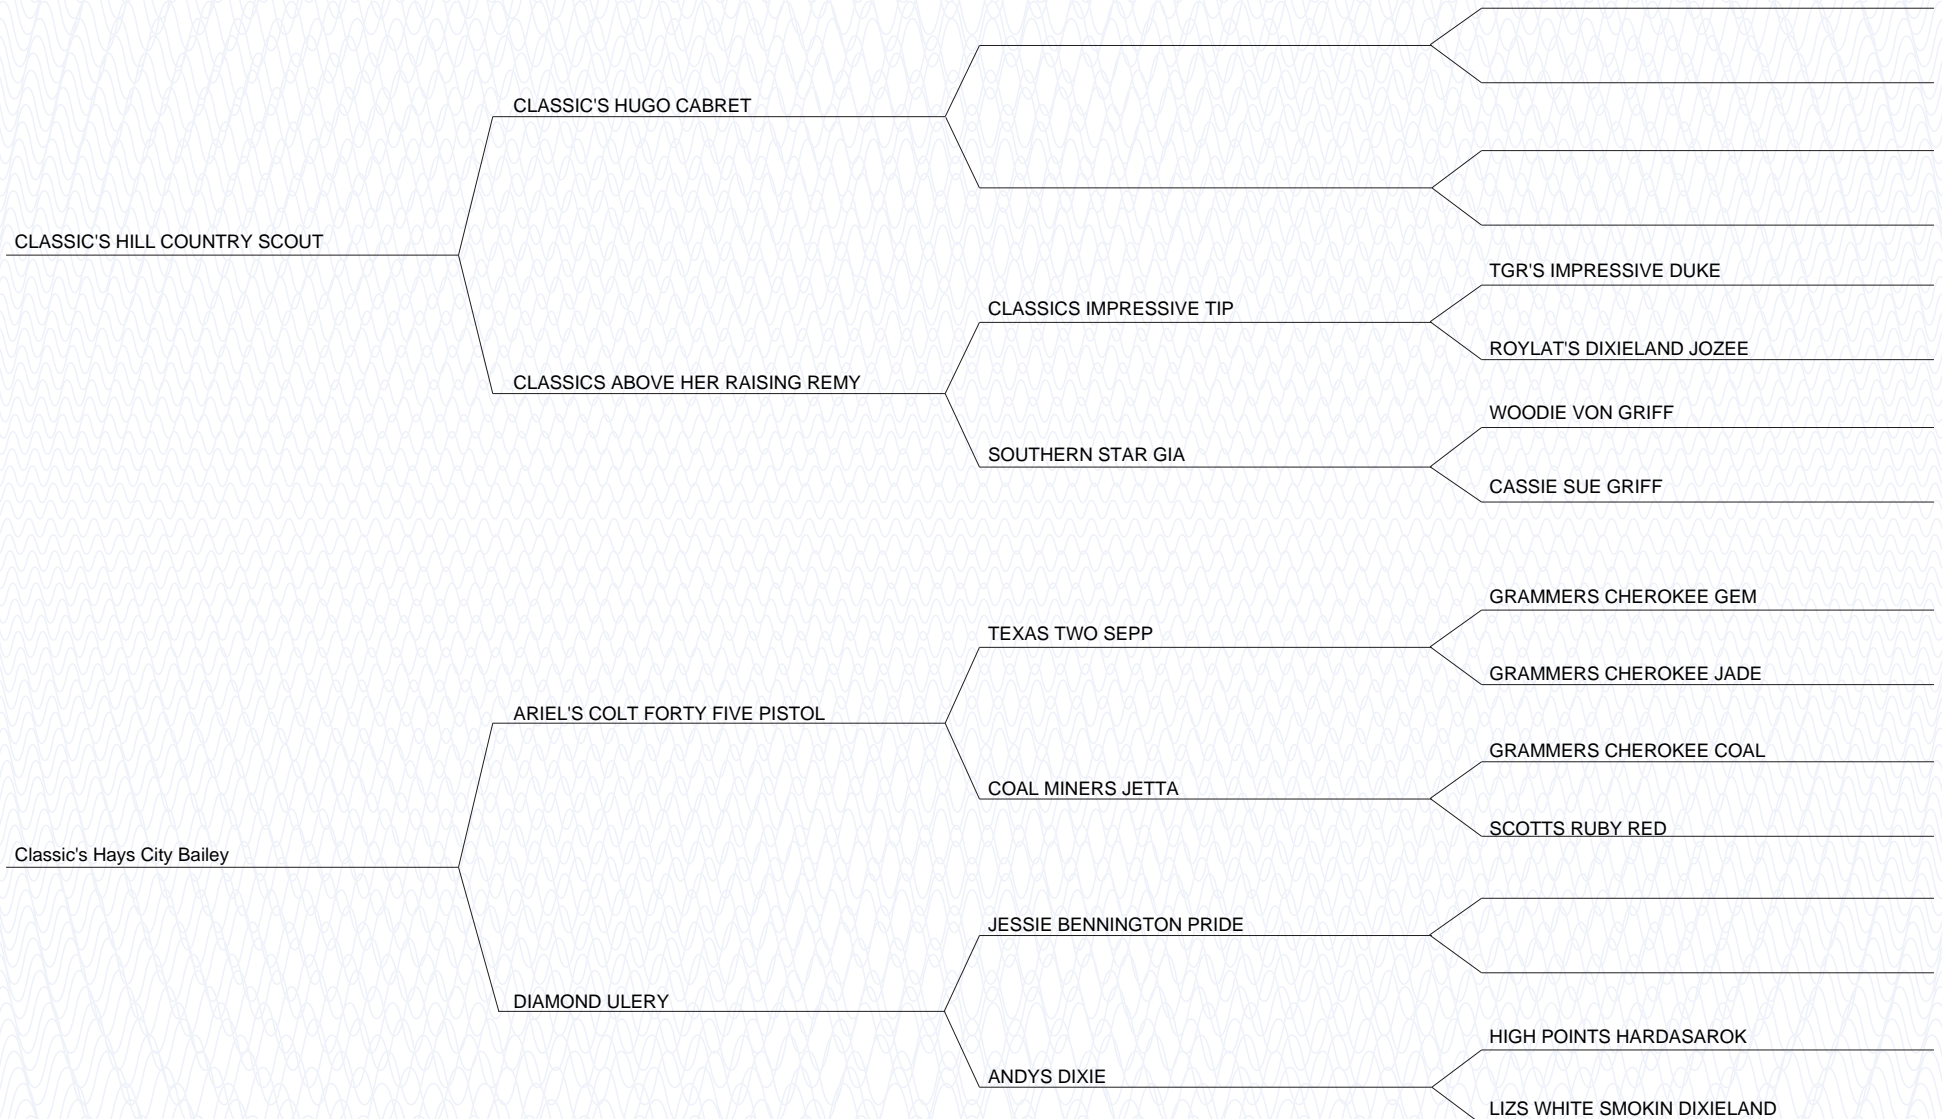 CLASSIC'S HUGO CABRET
CLASSIC'S HILL COUNTRY SCOUT
TGR'S IMPRESSIVE DUKE
CLASSICS IMPRESSIVE TIP
ROYLAT'S DIXIELAND JOZEE
CLASSICS ABOVE HER RAISING REMY
WOODIE VON GRIFF
SOUTHERN STAR GIA
CASSIE SUE GRIFF
GRAMMERS CHEROKEE GEM
TEXAS TWO SEPP
GRAMMERS CHEROKEE JADE
ARIEL'S COLT FORTY FIVE PISTOL
GRAMMERS CHEROKEE COAL
COAL MINERS JETTA
SCOTTS RUBY RED
Classic's Hays City Bailey
JESSIE BENNINGTON PRIDE
DIAMOND ULERY
HIGH POINTS HARDASAROK
ANDYS DIXIE
LIZS WHITE SMOKIN DIXIELAND